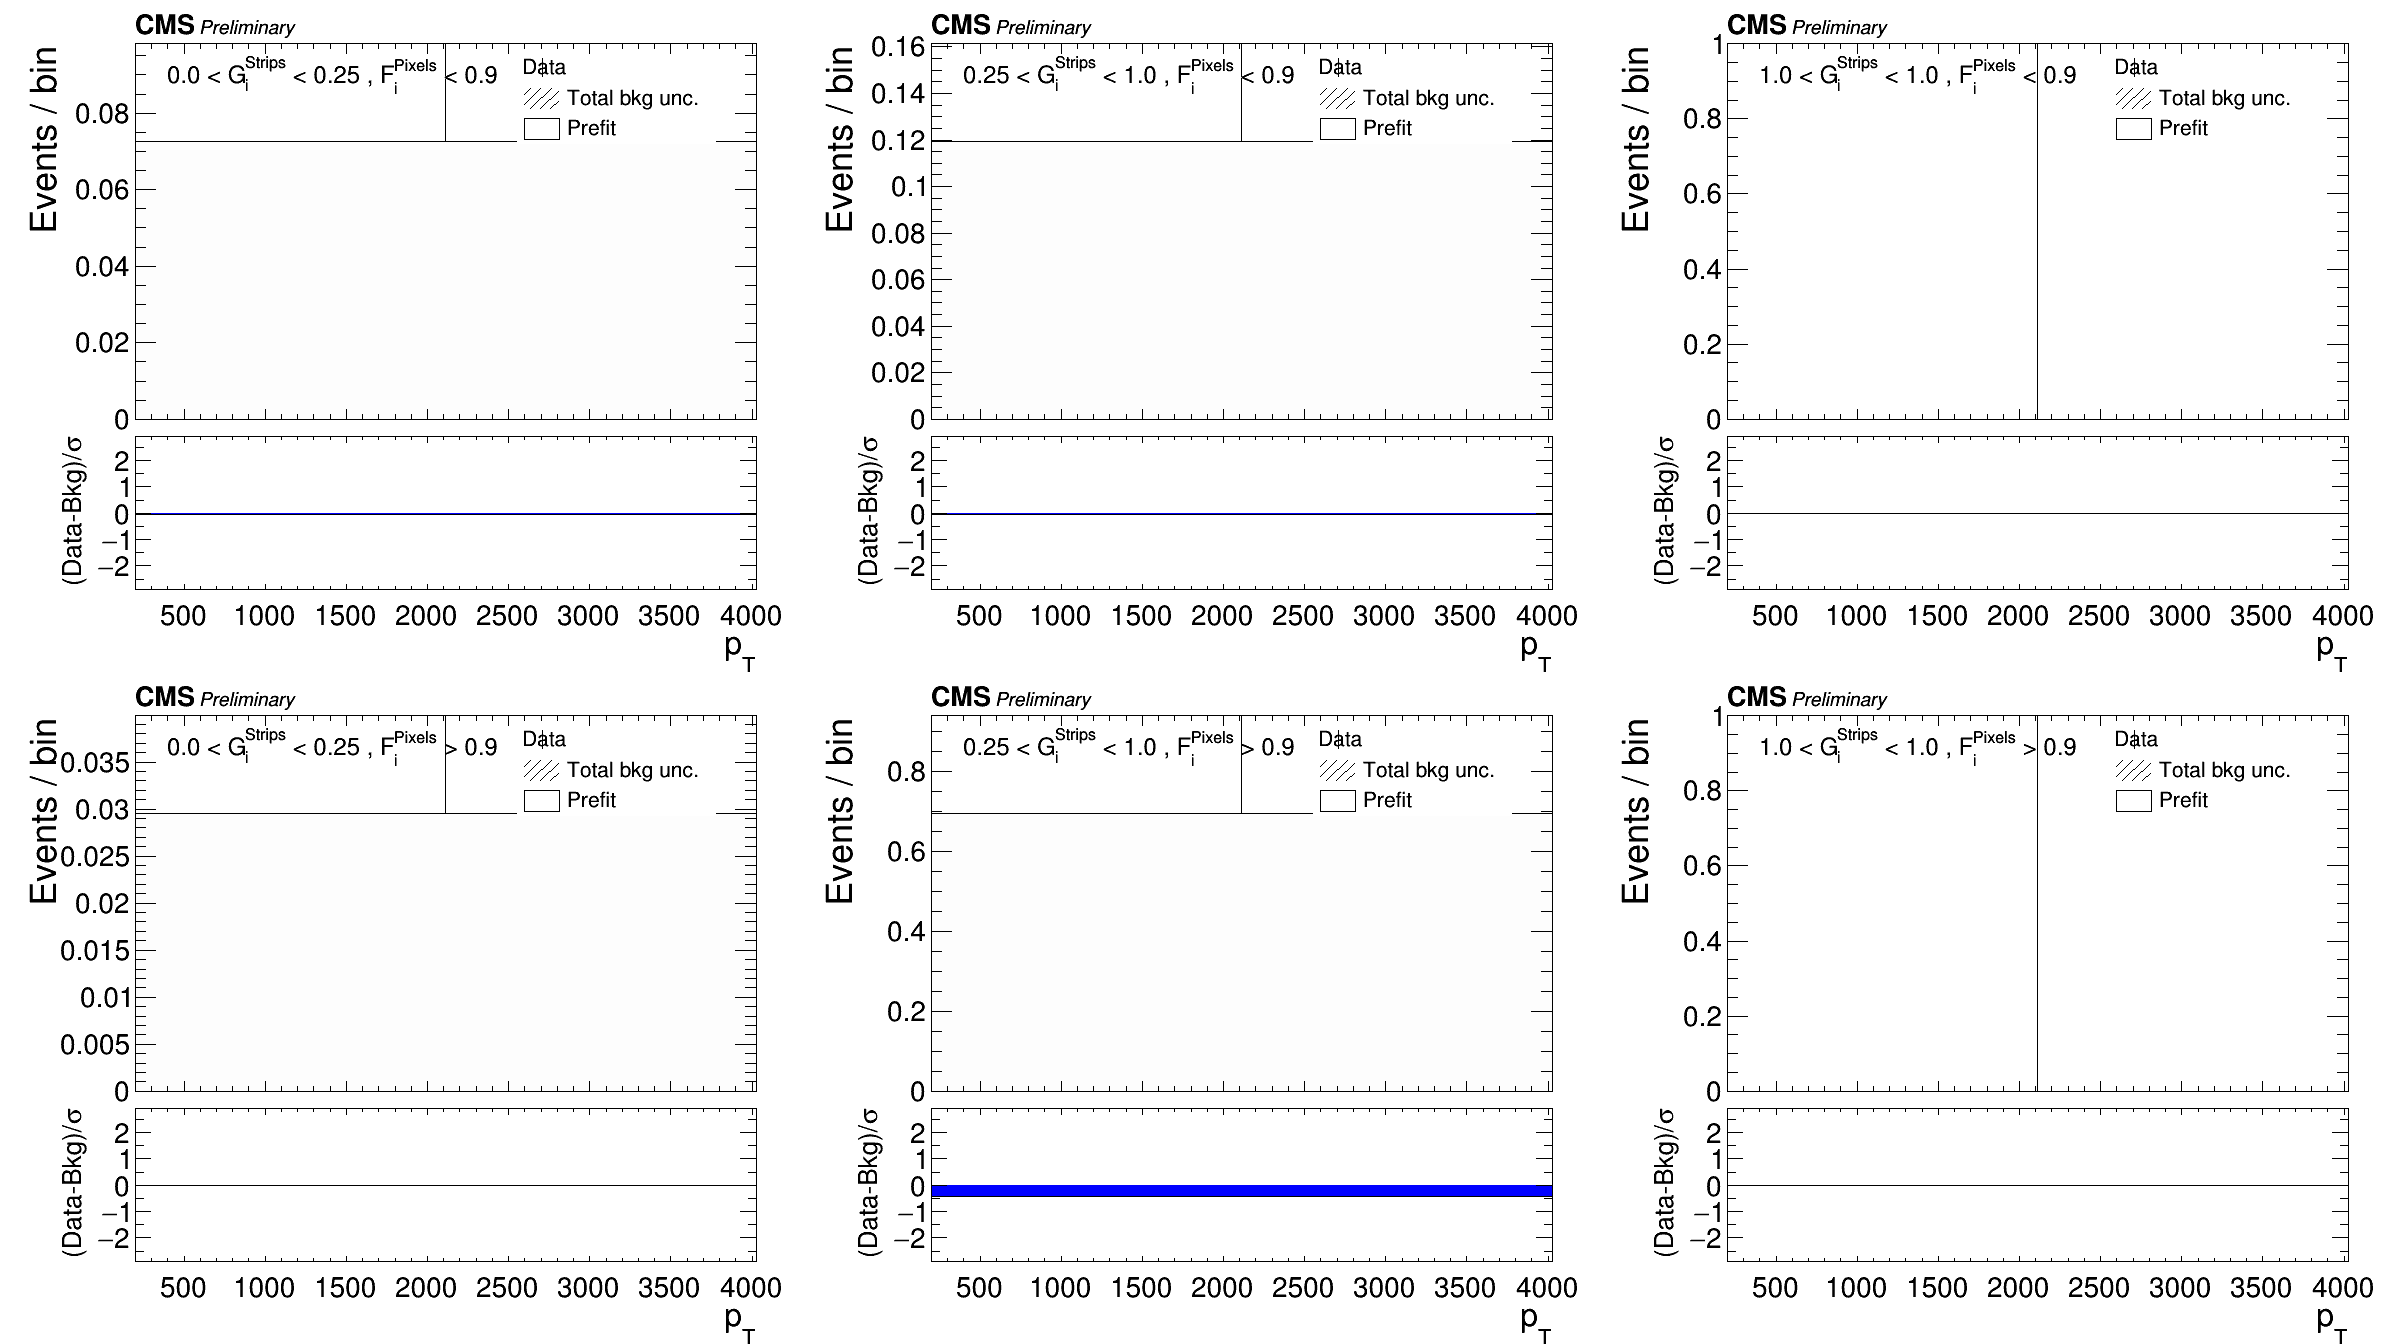 CMS Preliminary
Events / bin
0.0 < G_i^Strips < 0.25 , F_i^Pixels < 0.9
Data
Total bkg unc.
Prefit
0.08
0.06
0.04
0.02
0
(Data-Bkg)/σ
2
1
0
−1
−2
500 1000 1500 2000 2500 3000 3500 4000
p_T
CMS Preliminary
Events / bin
0.25 < G_i^Strips < 1.0 , F_i^Pixels < 0.9
Data
Total bkg unc.
Prefit
0.16
0.14
0.12
0.1
0.08
0.06
0.04
0.02
0
(Data-Bkg)/σ
2
1
0
−1
−2
500 1000 1500 2000 2500 3000 3500 4000
p_T
CMS Preliminary
Events / bin
1.0 < G_i^Strips < 1.0 , F_i^Pixels < 0.9
Data
Total bkg unc.
Prefit
1
0.8
0.6
0.4
0.2
0
(Data-Bkg)/σ
2
1
0
−1
−2
500 1000 1500 2000 2500 3000 3500 4000
p_T
CMS Preliminary
Events / bin
0.0 < G_i^Strips < 0.25 , F_i^Pixels > 0.9
Data
Total bkg unc.
Prefit
0.035
0.03
0.025
0.02
0.015
0.01
0.005
0
(Data-Bkg)/σ
2
1
0
−1
−2
500 1000 1500 2000 2500 3000 3500 4000
p_T
CMS Preliminary
Events / bin
0.25 < G_i^Strips < 1.0 , F_i^Pixels > 0.9
Data
Total bkg unc.
Prefit
0.8
0.6
0.4
0.2
0
(Data-Bkg)/σ
2
1
0
−1
−2
500 1000 1500 2000 2500 3000 3500 4000
p_T
CMS Preliminary
Events / bin
1.0 < G_i^Strips < 1.0 , F_i^Pixels > 0.9
Data
Total bkg unc.
Prefit
1
0.8
0.6
0.4
0.2
0
(Data-Bkg)/σ
2
1
0
−1
−2
500 1000 1500 2000 2500 3000 3500 4000
p_T